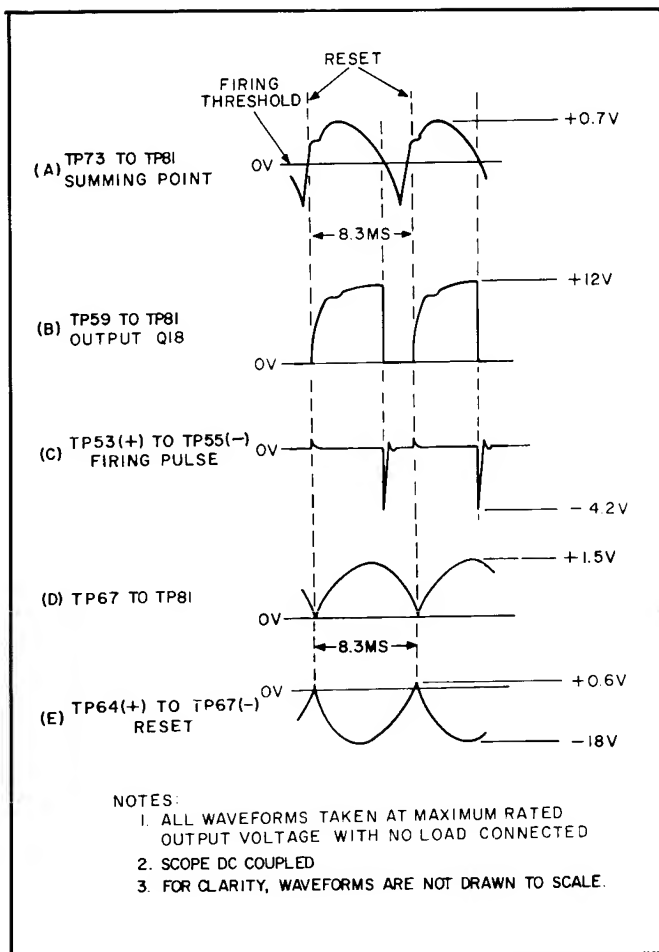 RESET
FIRING
THRESHOLD
+0.7V
0V
(A) TP73 TO TP81
SUMMING POINT
8.3MS
+12V
(B) TP59 TO TP81
OUTPUT Q18
0V
(C) TP53(+) TO TP55(-)
FIRING PULSE
0V
-4.2V
+1.5V
(D) TP67 TO TP81
0V
8.3MS
+0.6V
0V
(E) TP64(+) TO TP67(-)
RESET
-18V
NOTES:
1. ALL WAVEFORMS TAKEN AT MAXIMUM RATED
OUTPUT VOLTAGE WITH NO LOAD CONNECTED
2. SCOPE DC COUPLED
3. FOR CLARITY, WAVEFORMS ARE NOT DRAWN TO SCALE.